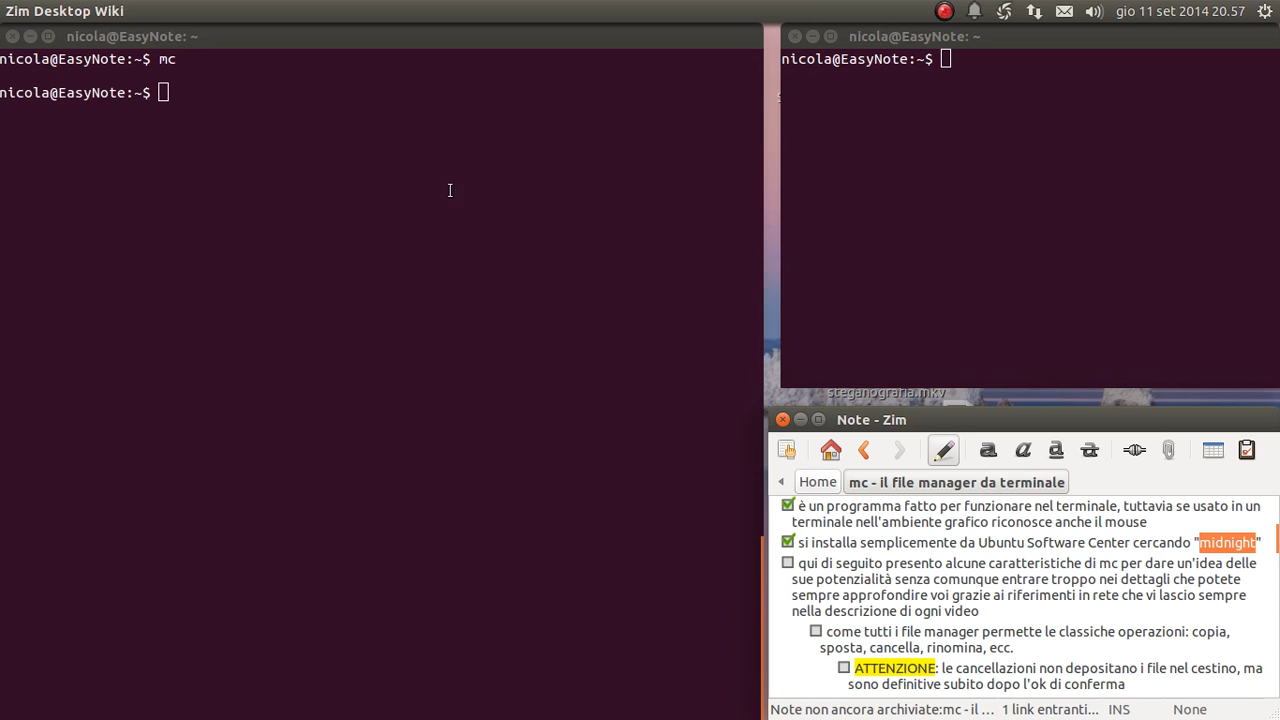 Zim Desktop Wiki
gio 11 set 2014 20.57
nicola@EasyNote: ~
nicola@EasyNote:~$ mc
nicola@EasyNote:~$
nicola@EasyNote: ~
nicola@EasyNote:~$
steganografia.mkv
Note - Zim
Home
mc - il file manager da terminale
è un programma fatto per funzionare nel terminale, tuttavia se usato in un
terminale nell'ambiente grafico riconosce anche il mouse
si installa semplicemente da Ubuntu Software Center cercando "midnight"
qui di seguito presento alcune caratteristiche di mc per dare un'idea delle
sue potenzialità senza comunque entrare troppo nei dettagli che potete
sempre approfondire voi grazie ai riferimenti in rete che vi lascio sempre
nella descrizione di ogni video
come tutti i file manager permette le classiche operazioni: copia,
sposta, cancella, rinomina, ecc.
ATTENZIONE: le cancellazioni non depositano i file nel cestino, ma
sono definitive subito dopo l'ok di conferma
Note non ancora archiviate:mc - il ...
1 link entranti...
INS
None